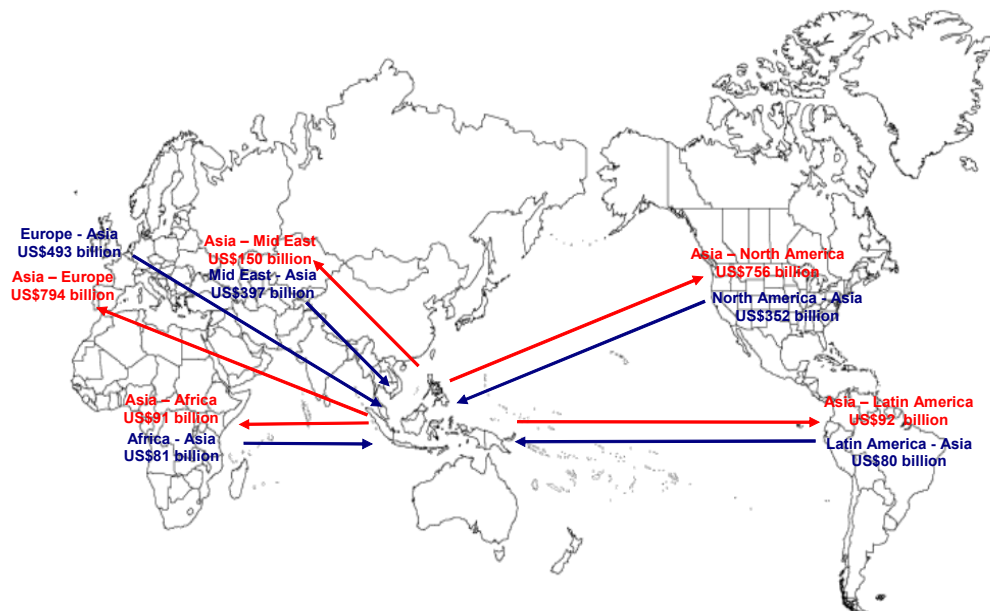 Europe - Asia
US$493 billion
Asia – Europe
US$794 billion
Asia – Mid East
US$150 billion
Mid East - Asia
US$397 billion
Asia – North America
US$756 billion
North America - Asia
US$352 billion
Asia – Africa
US$91 billion
Africa - Asia
US$81 billion
Asia – Latin America
US$92 billion
Latin America - Asia
US$80 billion